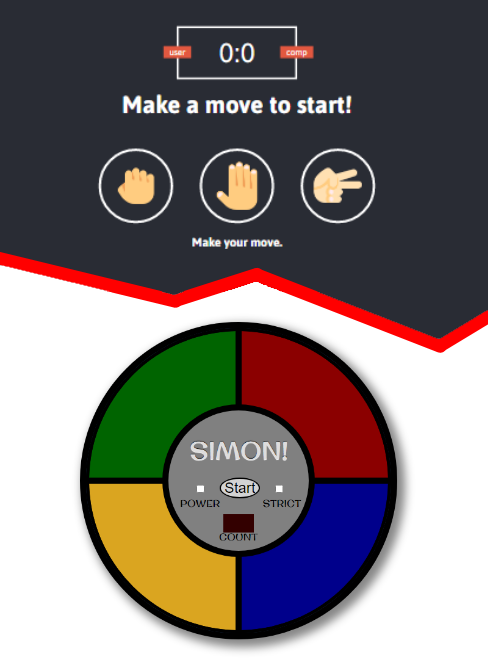 user 0:0 comp
Make a move to start!
Make your move.
SIMON!
Start
POWER STRICT
COUNT